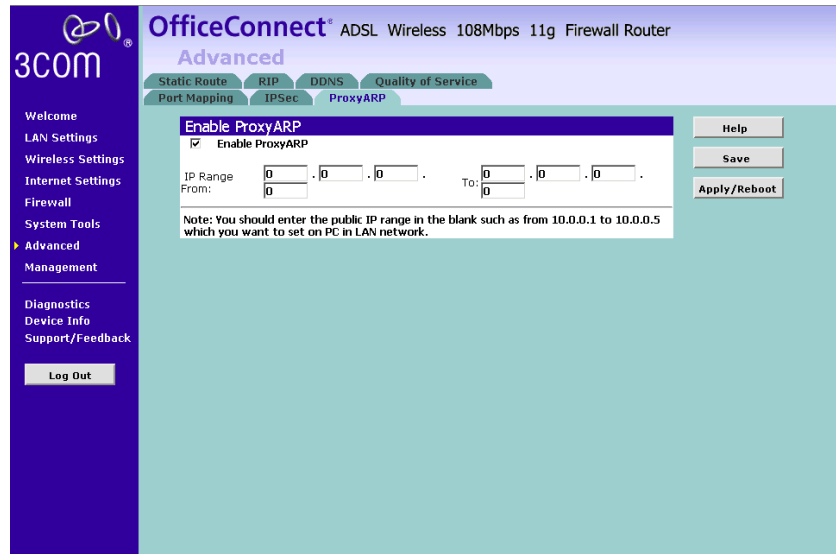 3COM ®
OfficeConnect® ADSL Wireless 108Mbps 11g Firewall Router
Advanced
Static Route RIP DDNS Quality of Service
Port Mapping IPSec ProxyARP
Welcome
LAN Settings
Wireless Settings
Internet Settings
Firewall
System Tools
Advanced
Management
Diagnostics
Device Info
Support/Feedback
Log Out
Enable ProxyARP
Enable ProxyARP
IP Range From: 0 . 0 . 0 . 0 To: 0 . 0 . 0 . 0
Note: You should enter the public IP range in the blank such as from 10.0.0.1 to 10.0.0.5
which you want to set on PC in LAN network.
Help
Save
Apply/Reboot